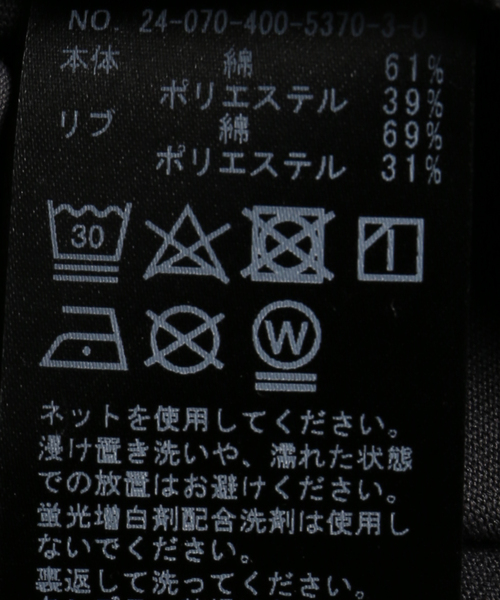 NO. 24-070-400-5370-3-0
本体 綿 61%
ポリエステル 39%
リブ 綿 69%
ポリエステル 31%
30
W
ネットを使用してください。
浸け置き洗いや、濡れた状態
での放置はお避けください。
蛍光増白剤配合洗剤は使用し
ないでください。
裏返して洗ってください。